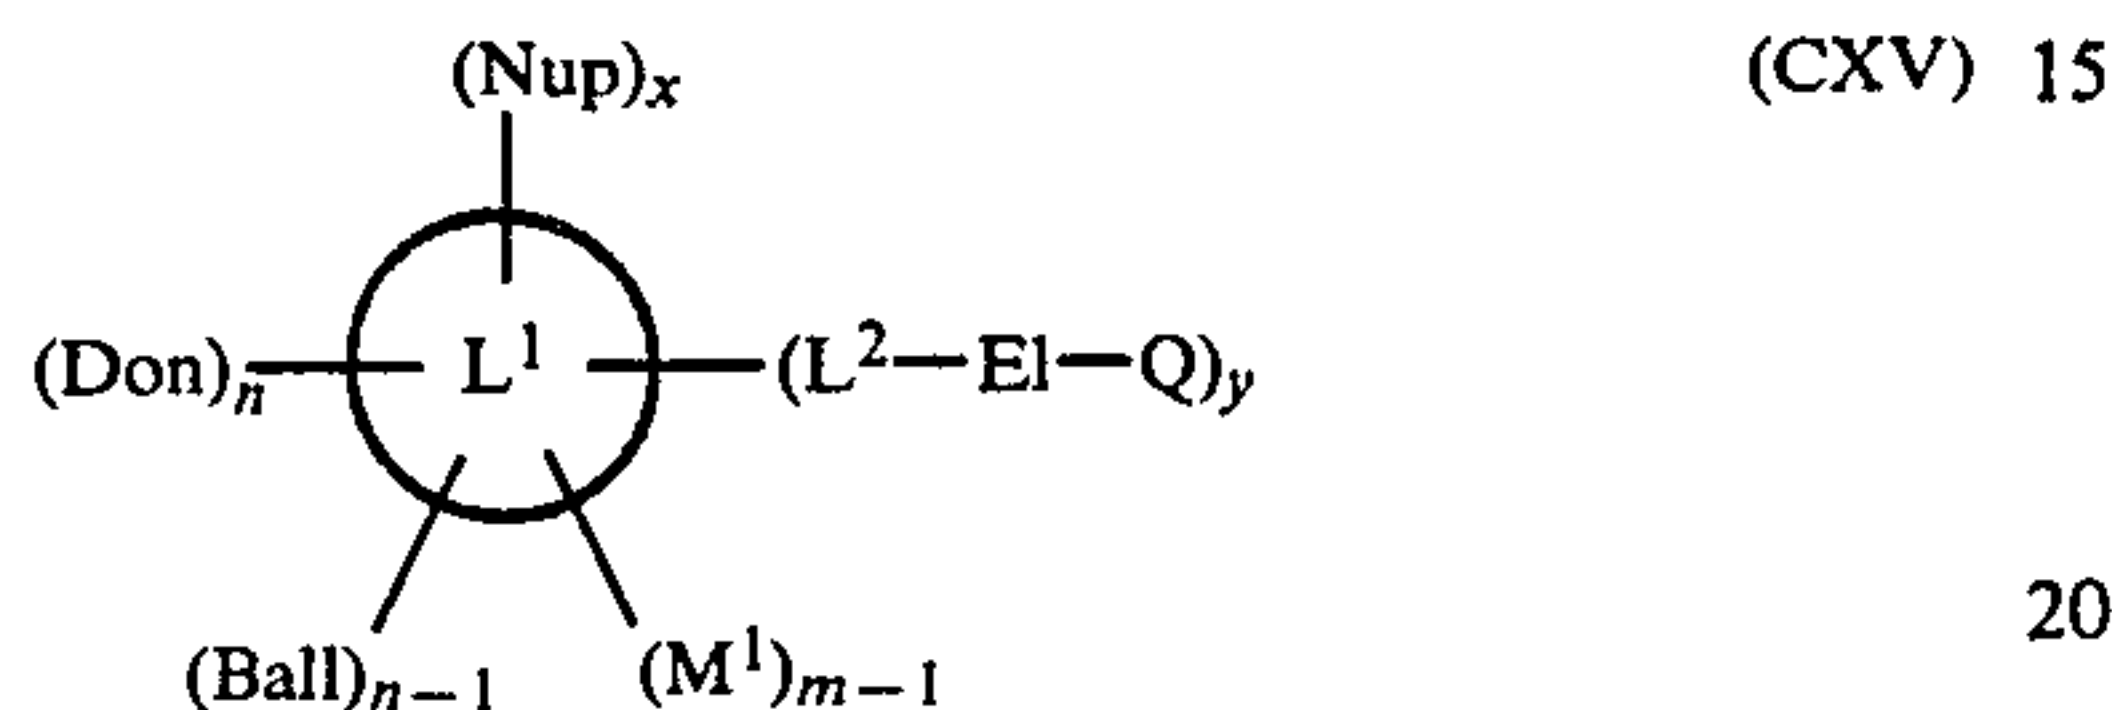 (Nup)x (CXV) 15
(Don)n L1 (L2—El—Q)y
20
(Ball)n−1 (M1)m−1